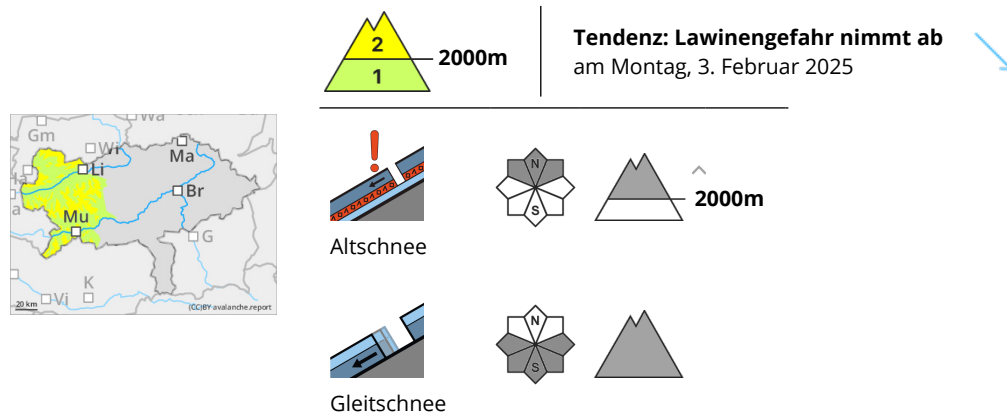 2
2000m
1
Tendenz: Lawinengefahr nimmt ab
am Montag, 3. Februar 2025
Wa
Gm
Wi
Ma
Li
a
Br
Mu
G
K
Vi
20 km
(CC)BY avalanche.report
N
S
2000m
Altschnee
N
S
Gleitschnee